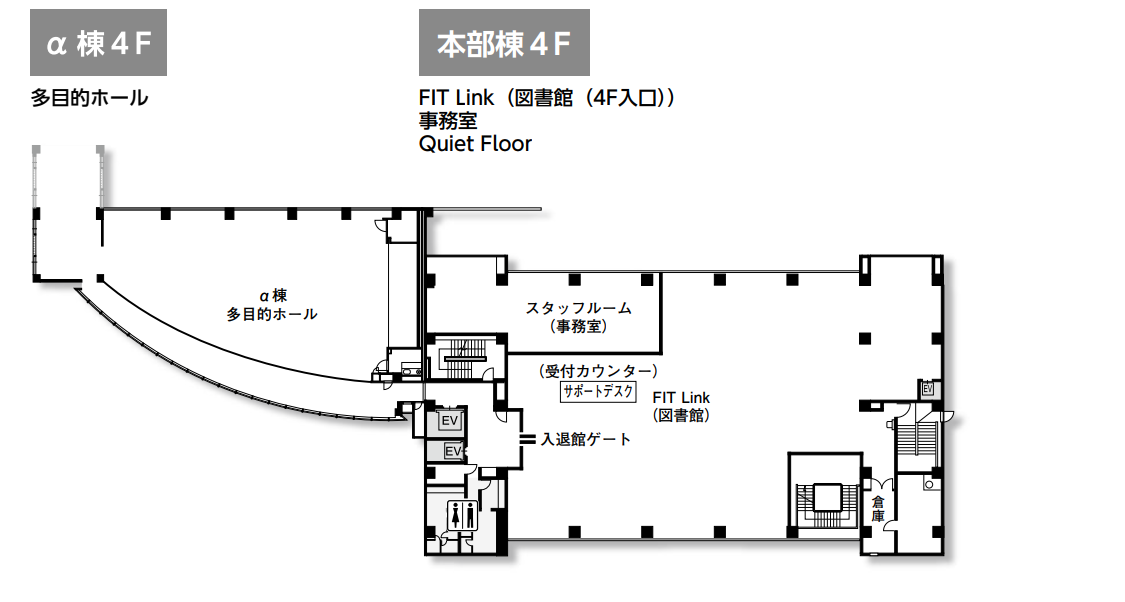 α 棟 4 F
多目的ホール
本部棟 4 F
FIT Link（図書館（4F入口））
事務室
Quiet Floor
α 棟
多目的ホール
スタッフルーム
（事務室）
（受付カウンター）
サポートデスク
FIT Link
（図書館）
入退館ゲート
EV
EV
EV
倉庫